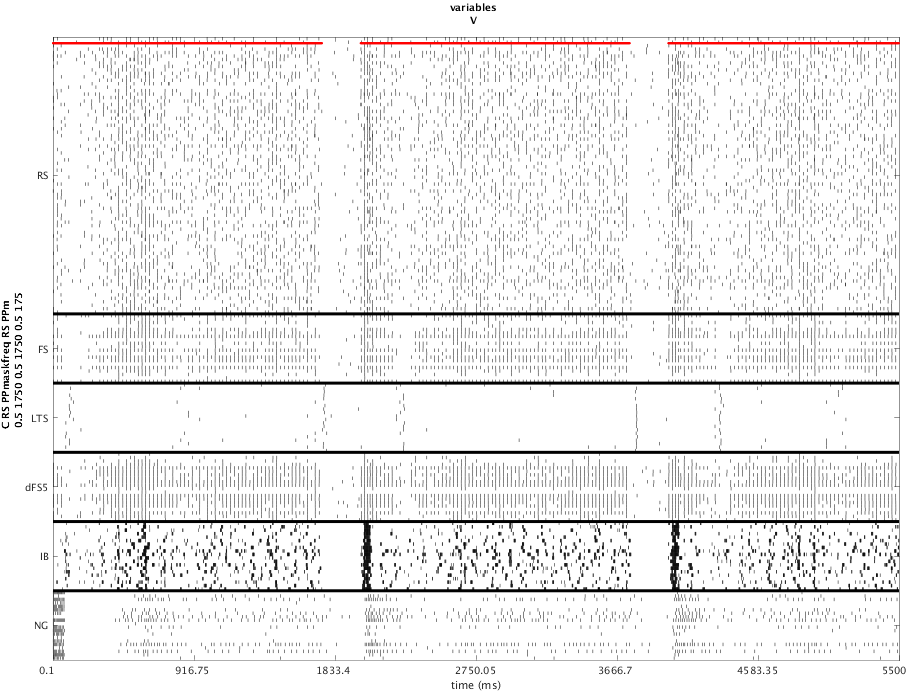 variables
V
C RS PPmaskfreq RS PPm
0.5 1750 0.5 1750 0.5 175
RS
FS
LTS
dFS5
IB
NG
0.1 916.75 1833.4 2750.05 3666.7 4583.35 5500
time (ms)